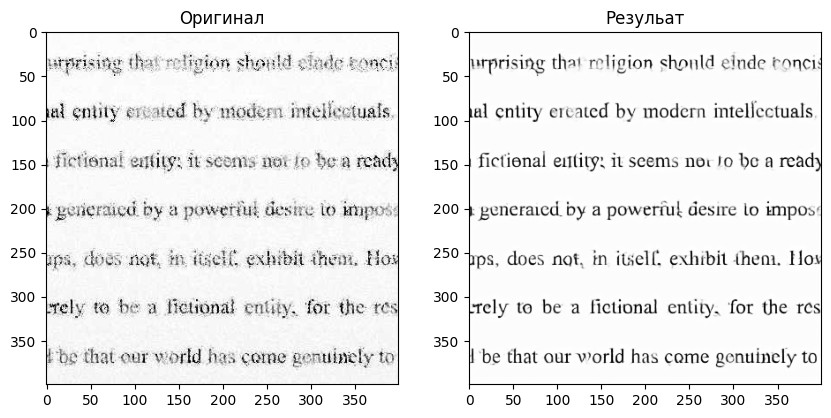 Оригинал
0
50
100
150
200
250
300
350
urprising that religion should elude concis
al entity created by modern intellectuals,
fictional entity; it seems not to be a ready
generated by a powerful desire to impos
ps, does not, in itself, exhibit them. How
rely to be a fictional entity, for the res
be that our world has come genuinely to
0 50 100 150 200 250 300 350
Резульат
0
50
100
150
200
250
300
350
urprising that religion should elude concis
al entity created by modern intellectuals,
fictional entity; it seems not to be a ready
generated by a powerful desire to impos
ps, does not, in itself, exhibit them. How
rely to be a fictional entity, for the res
be that our world has come genuinely to
0 50 100 150 200 250 300 350